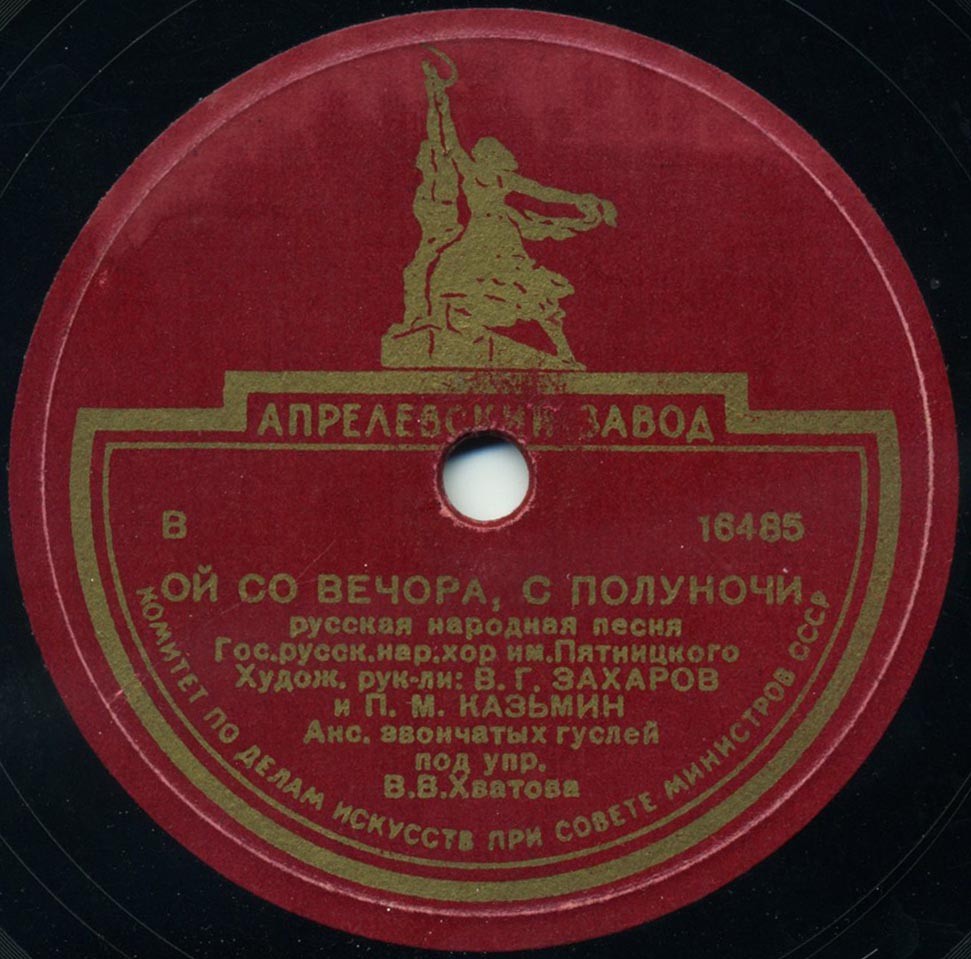 АПРЕЛЕВСКИЙ ЗАВОД
В 16485
ОЙ СО ВЕЧОРА, С ПОЛУНОЧИ
русская народная песня
Гос.русск.нар.хор им.Пятницкого
Худож. рук-ли: В. Г. ЗАХАРОВ
и П. М. КАЗЬМИН
Анс. звончатых гуслей
под упр.
В.В.Хватова
КОМИТЕТ ПО ДЕЛАМ ИСКУССТВ ПРИ СОВЕТЕ МИНИСТРОВ СССР